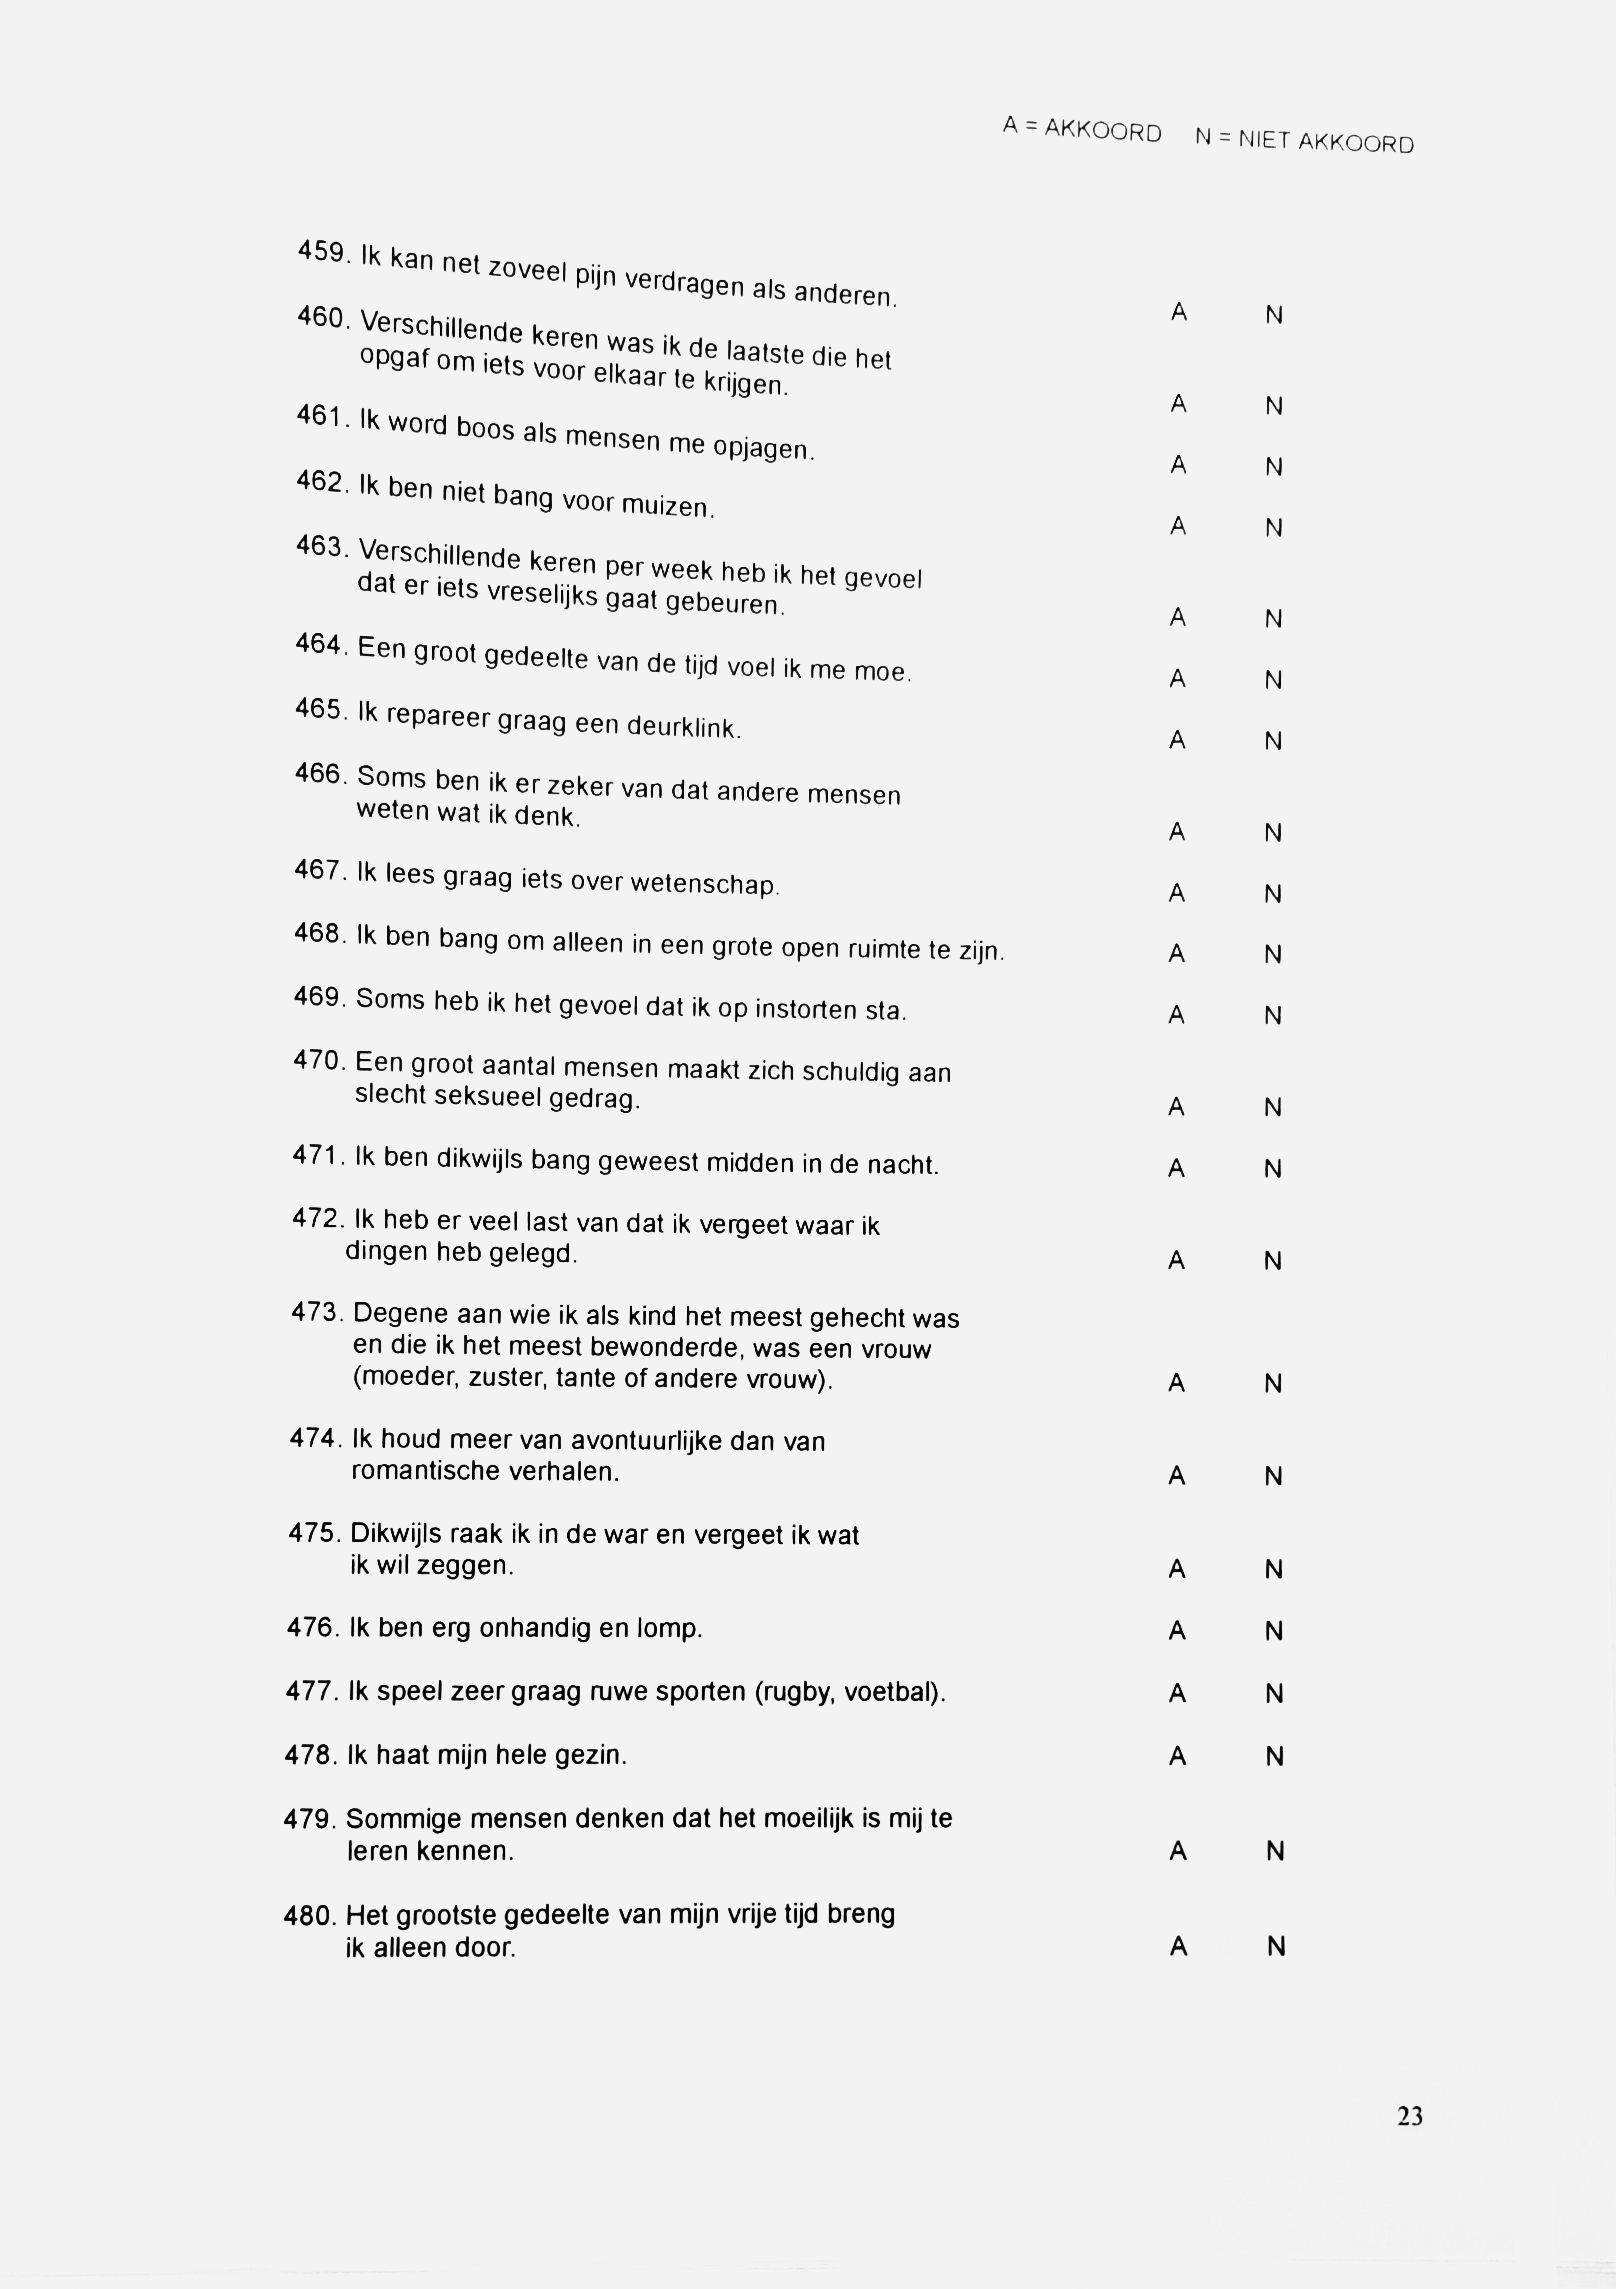 A = AKKOORD N = NIET AKKOORD
459. Ik kan net zoveel pijn verdragen als anderen. A N
460. Verschillende keren was ik de laatste die het
opgaf om iets voor elkaar te krijgen. A N
461. Ik word boos als mensen me opjagen. A N
462. Ik ben niet bang voor muizen. A N
463. Verschillende keren per week heb ik het gevoel
dat er iets vreselijks gaat gebeuren. A N
464. Een groot gedeelte van de tijd voel ik me moe. A N
465. Ik repareer graag een deurklink. A N
466. Soms ben ik er zeker van dat andere mensen
weten wat ik denk. A N
467. Ik lees graag iets over wetenschap. A N
468. Ik ben bang om alleen in een grote open ruimte te zijn. A N
469. Soms heb ik het gevoel dat ik op instorten sta. A N
470. Een groot aantal mensen maakt zich schuldig aan
slecht seksueel gedrag. A N
471. Ik ben dikwijls bang geweest midden in de nacht. A N
472. Ik heb er veel last van dat ik vergeet waar ik
dingen heb gelegd. A N
473. Degene aan wie ik als kind het meest gehecht was
en die ik het meest bewonderde, was een vrouw
(moeder, zuster, tante of andere vrouw). A N
474. Ik houd meer van avontuurlijke dan van
romantische verhalen. A N
475. Dikwijls raak ik in de war en vergeet ik wat
ik wil zeggen. A N
476. Ik ben erg onhandig en lomp. A N
477. Ik speel zeer graag ruwe sporten (rugby, voetbal). A N
478. Ik haat mijn hele gezin. A N
479. Sommige mensen denken dat het moeilijk is mij te
leren kennen. A N
480. Het grootste gedeelte van mijn vrije tijd breng
ik alleen door. A N
23